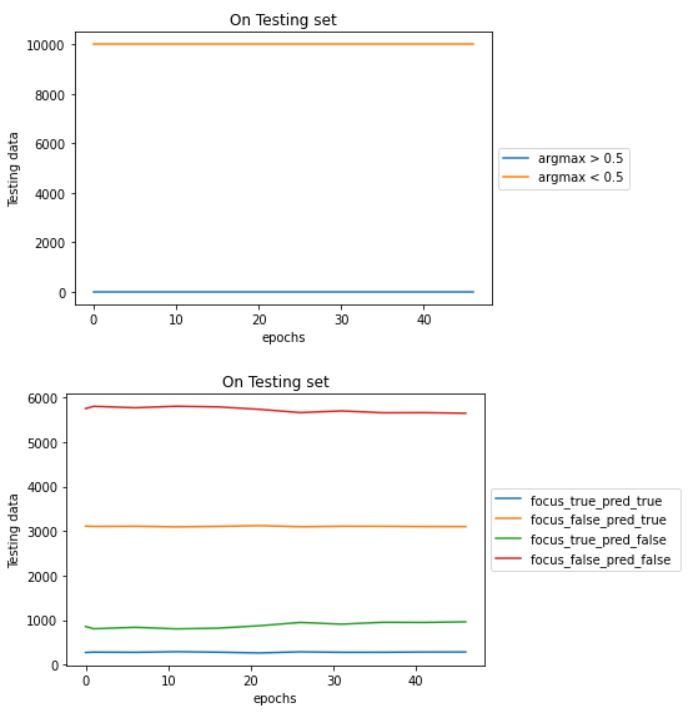 On Testing set
10000
8000
6000
4000
2000
0
Testing data
0 10 20 30 40
epochs
argmax > 0.5
argmax < 0.5
On Testing set
6000
5000
4000
3000
2000
1000
0
Testing data
0 10 20 30 40
epochs
focus_true_pred_true
focus_false_pred_true
focus_true_pred_false
focus_false_pred_false